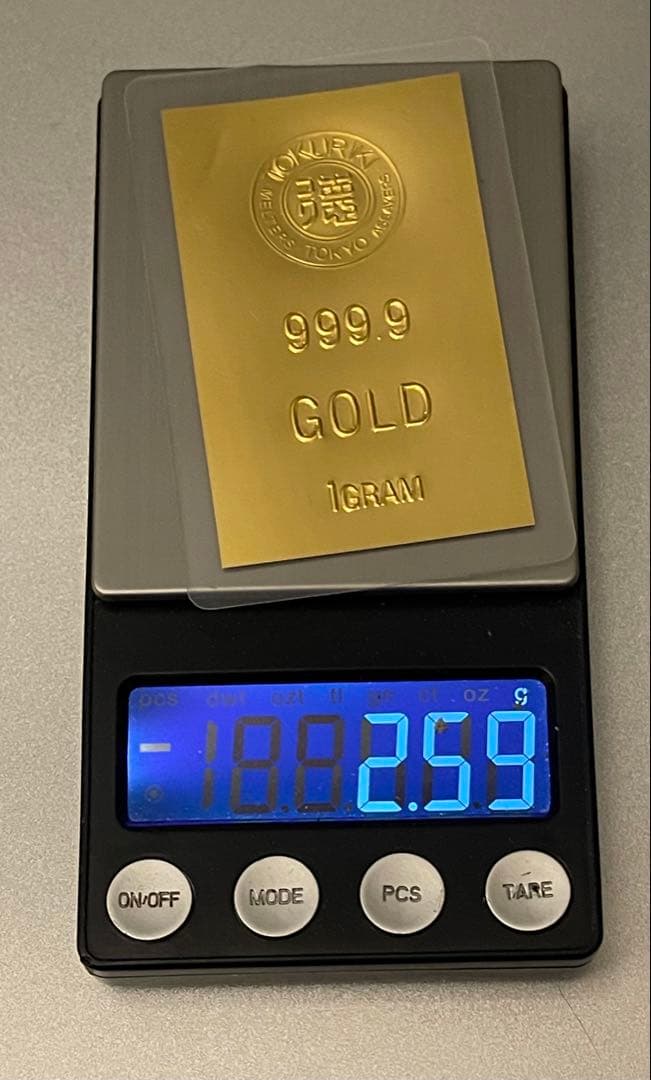 TOKURIKI
徳
MELTERS TOKYO ASSAYERS
999.9
GOLD
1GRAM
pcs dwt ozt tl gn ct oz g
2.59
ON/OFF MODE PCS TARE